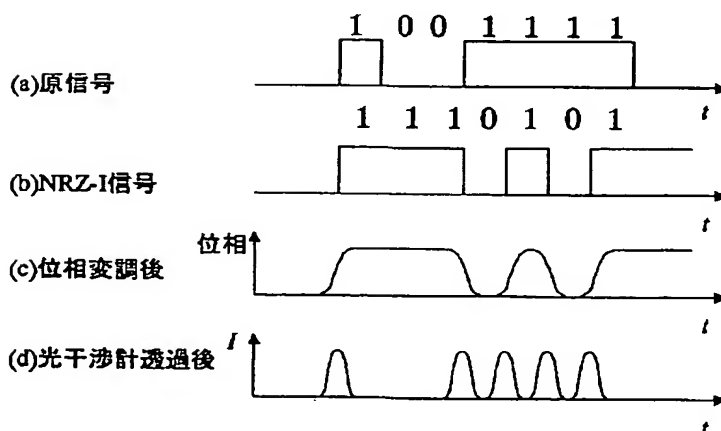 1 0 0 1 1 1 1
(a)原信号
t
1 1 1 0 1 0 1
(b)NRZ-I信号
t
位相
(c)位相変調後
t
I
(d)光干渉計透過後
t